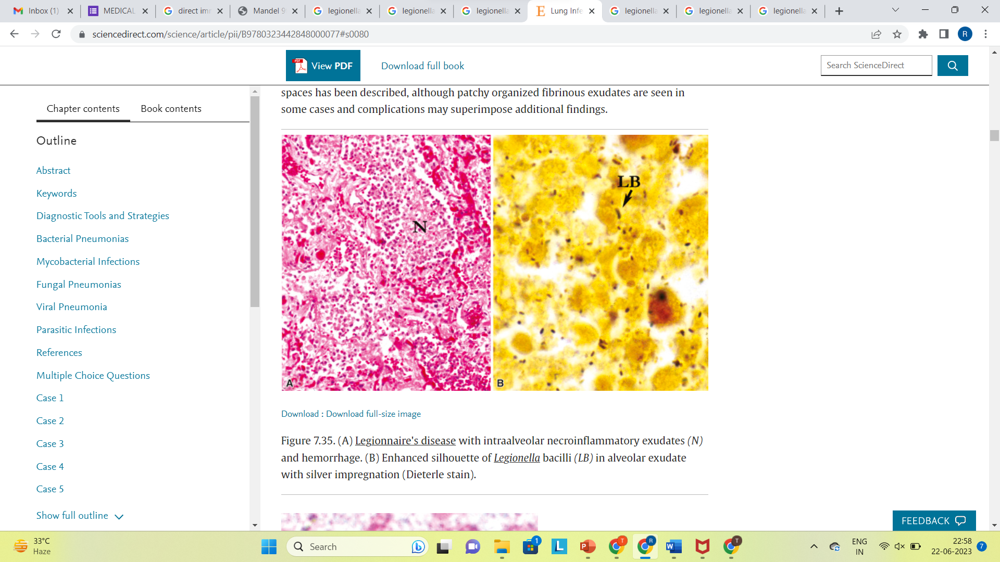 Inbox (1)
MEDICAL
direct im
Mandel 9
legionella
legionella
legionella
Lung Infe
legionella
legionella
legionella
sciencedirect.com/science/article/pii/B9780323442848000077#s0080
R
PDF
View PDF
Download full book
Search ScienceDirect
Chapter contents
Book contents
Outline
Abstract
Keywords
Diagnostic Tools and Strategies
Bacterial Pneumonias
Mycobacterial Infections
Fungal Pneumonias
Viral Pneumonia
Parasitic Infections
References
Multiple Choice Questions
Case 1
Case 2
Case 3
Case 4
Case 5
Show full outline
spaces has been described, although patchy organized fibrinous exudates are seen in
some cases and complications may superimpose additional findings.
N
LB
A
B
Download : Download full-size image
Figure 7.35. (A) Legionnaire's disease with intraalveolar necroinflammatory exudates (N)
and hemorrhage. (B) Enhanced silhouette of Legionella bacilli (LB) in alveolar exudate
with silver impregnation (Dieterle stain).
FEEDBACK
33°C
Haze
Search
1
L
P
T
R
W
T
ENG
IN
22:58
22-06-2023
7